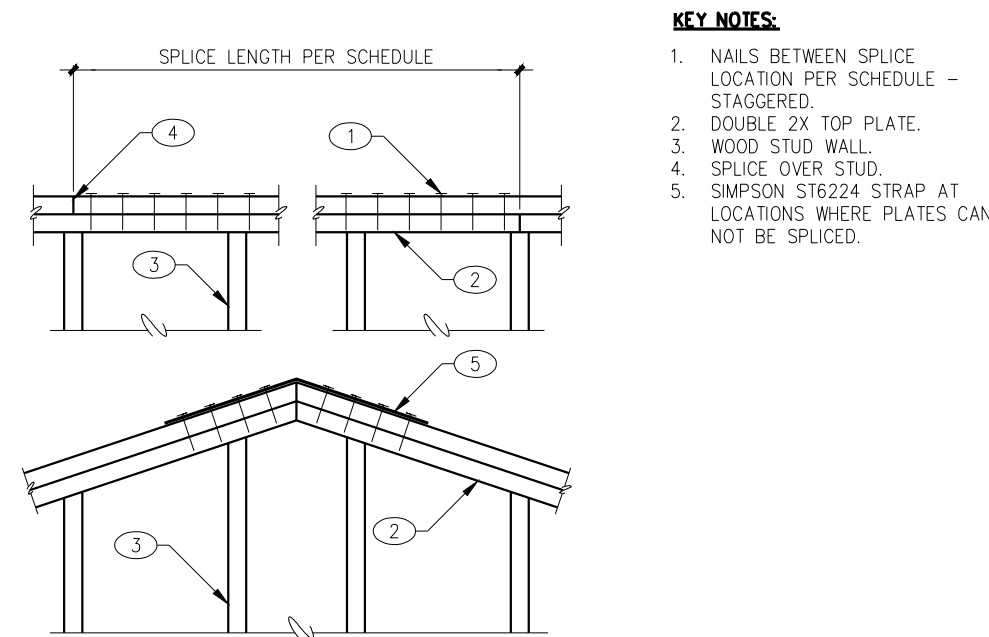 SPLICE LENGTH PER SCHEDULE
4
1
3
2
5
3
2
KEY NOTES:
1. NAILS BETWEEN SPLICE
LOCATION PER SCHEDULE –
STAGGERED.
2. DOUBLE 2X TOP PLATE.
3. WOOD STUD WALL.
4. SPLICE OVER STUD.
5. SIMPSON ST6224 STRAP AT
LOCATIONS WHERE PLATES CAN
NOT BE SPLICED.